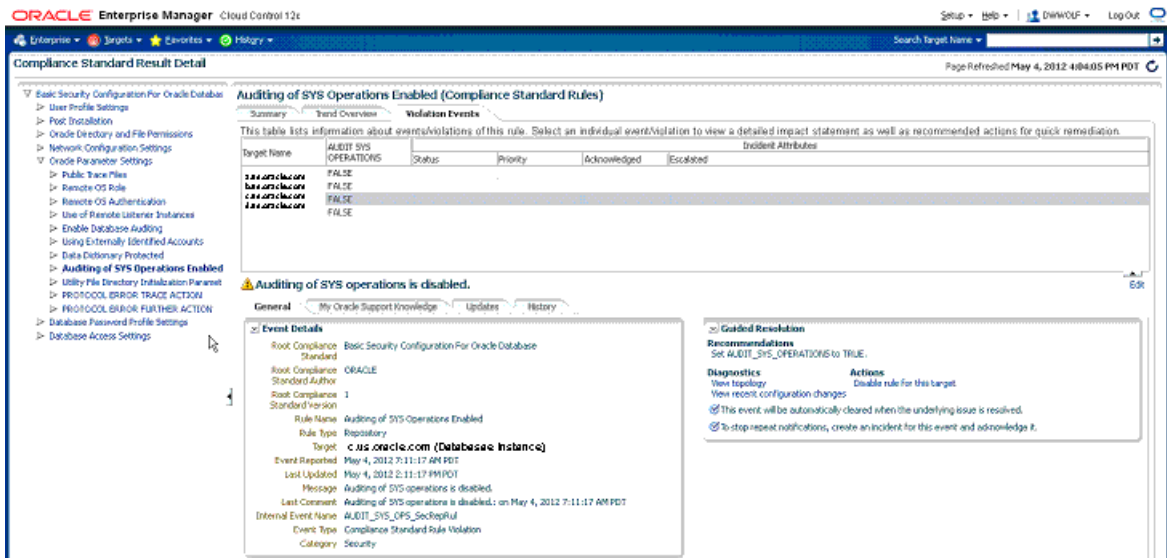 ORACLE Enterprise Manager Cloud Control 12c
Setup Help DWWOLF Log Out
Enterprise Targets Favorites History
Search Target Name
Compliance Standard Result Detail
Page Refreshed May 4, 2012 4:04:05 PM PDT
Basic Security Configuration For Oracle Databas
User Profile Settings
Post Installation
Oracle Directory and File Permissions
Network Configuration Settings
Oracle Parameter Settings
Public Trace Files
Remote OS Role
Remote OS Authentication
Use of Remote Listener Instances
Enable Database Auditing
Using Externally Identified Accounts
Data Dictionary Protected
Auditing of SYS Operations Enabled
Utility File Directory Initialization Paramet
PROTOCOL ERROR TRACE ACTION
PROTOCOL ERROR FURTHER ACTION
Database Password Profile Settings
Database Access Settings
Auditing of SYS Operations Enabled (Compliance Standard Rules)
Summary Trend Overview Violation Events
This table lists information about events/violations of this rule. Select an individual event/violation to view a detailed impact statement as well as recommended actions for quick remediation.
Target Name
AUDIT SYS OPERATIONS
Incident Attributes
Status Priority Acknowledged Escalated
a.us.oracle.com FALSE
b.us.oracle.com FALSE
c.us.oracle.com FALSE
d.us.oracle.com FALSE
Edit
Auditing of SYS operations is disabled.
General My Oracle Support Knowledge Updates History
Event Details
Root Compliance Standard Basic Security Configuration For Oracle Database
Root Compliance Standard Author ORACLE
Root Compliance Standard Version 1
Rule Name Auditing of SYS Operations Enabled
Rule Type Repository
Target c.us.oracle.com (Databasee Instance)
Event Reported May 4, 2012 7:11:17 AM PDT
Last Updated May 4, 2012 2:11:17 PM PDT
Message Auditing of SYS operations is disabled.
Last Comment Auditing of SYS operations is disabled.: on May 4, 2012 7:11:17 AM PDT
Internal Event Name AUDIT_SYS_OPS_SecRepRul
Event Type Compliance Standard Rule Violation
Category Security
Guided Resolution
Recommendations
Set AUDIT_SYS_OPERATIONS to TRUE.
Diagnostics Actions
View topology Disable rule for this target
View recent configuration changes
This event will be automatically cleared when the underlying issue is resolved.
To stop repeat notifications, create an incident for this event and acknowledge it.